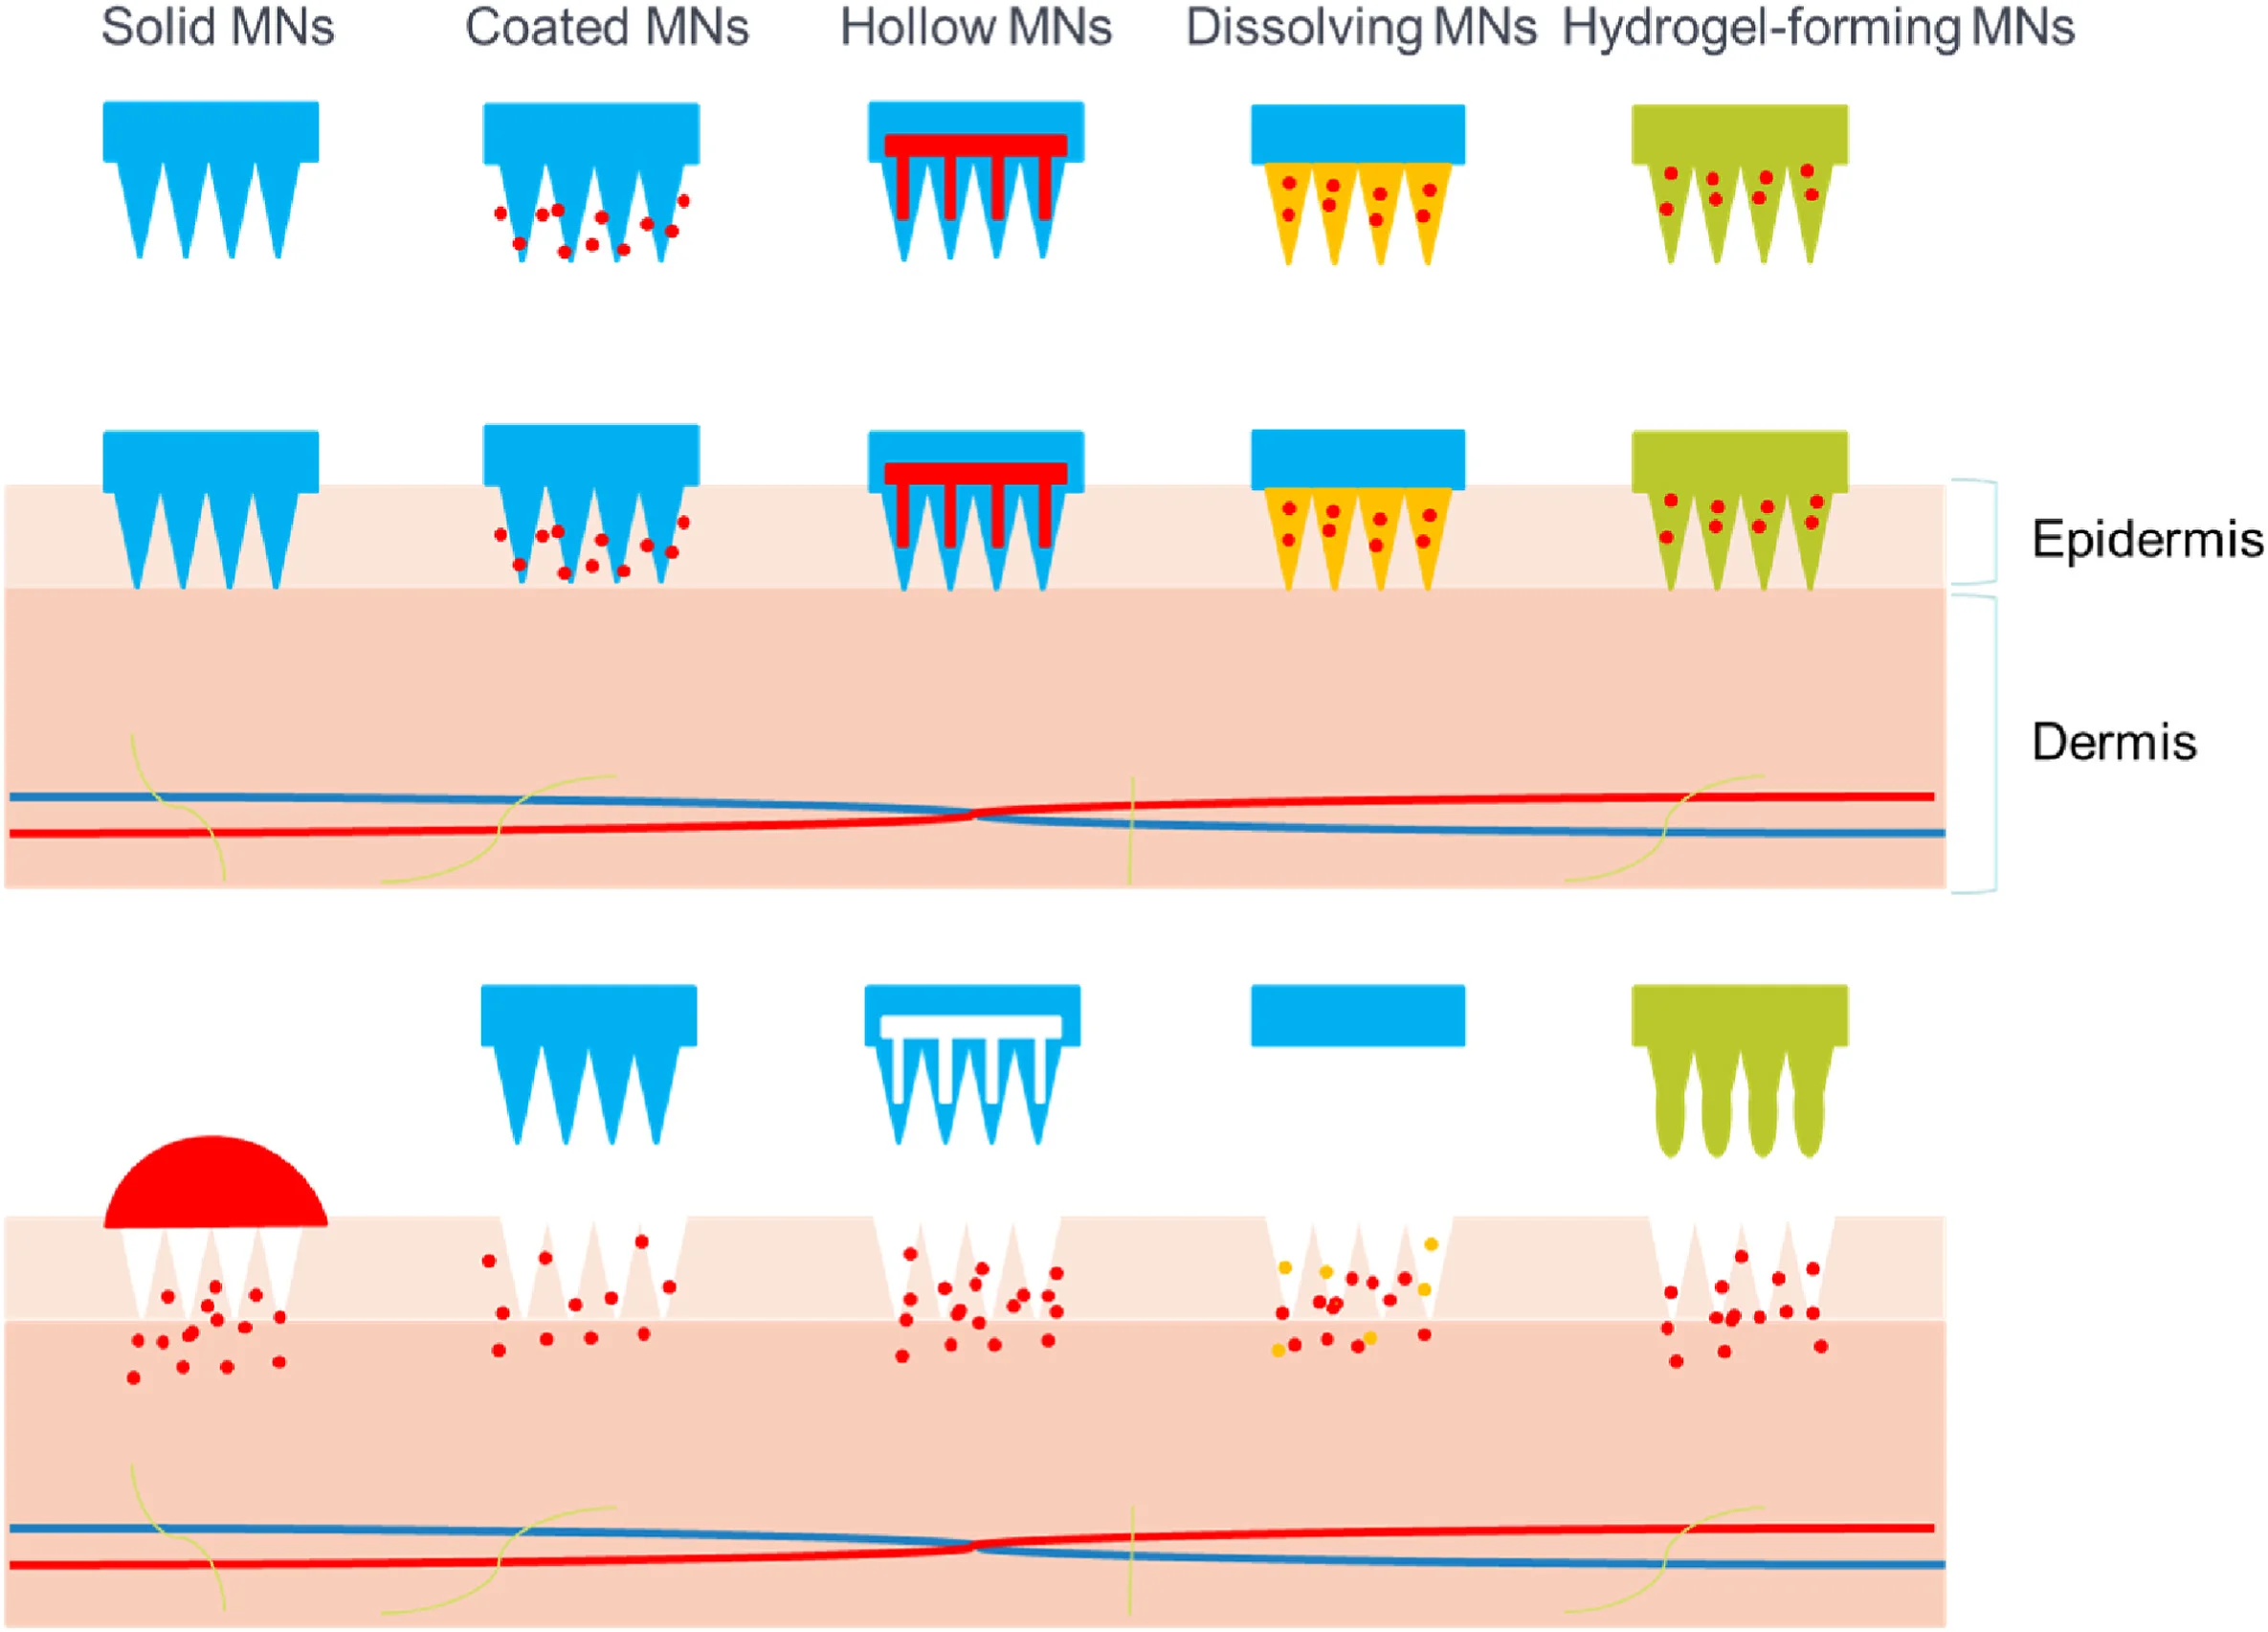 Solid MNs
Coated MNs
Hollow MNs
Dissolving MNs
Hydrogel-forming MNs
Epidermis
Dermis